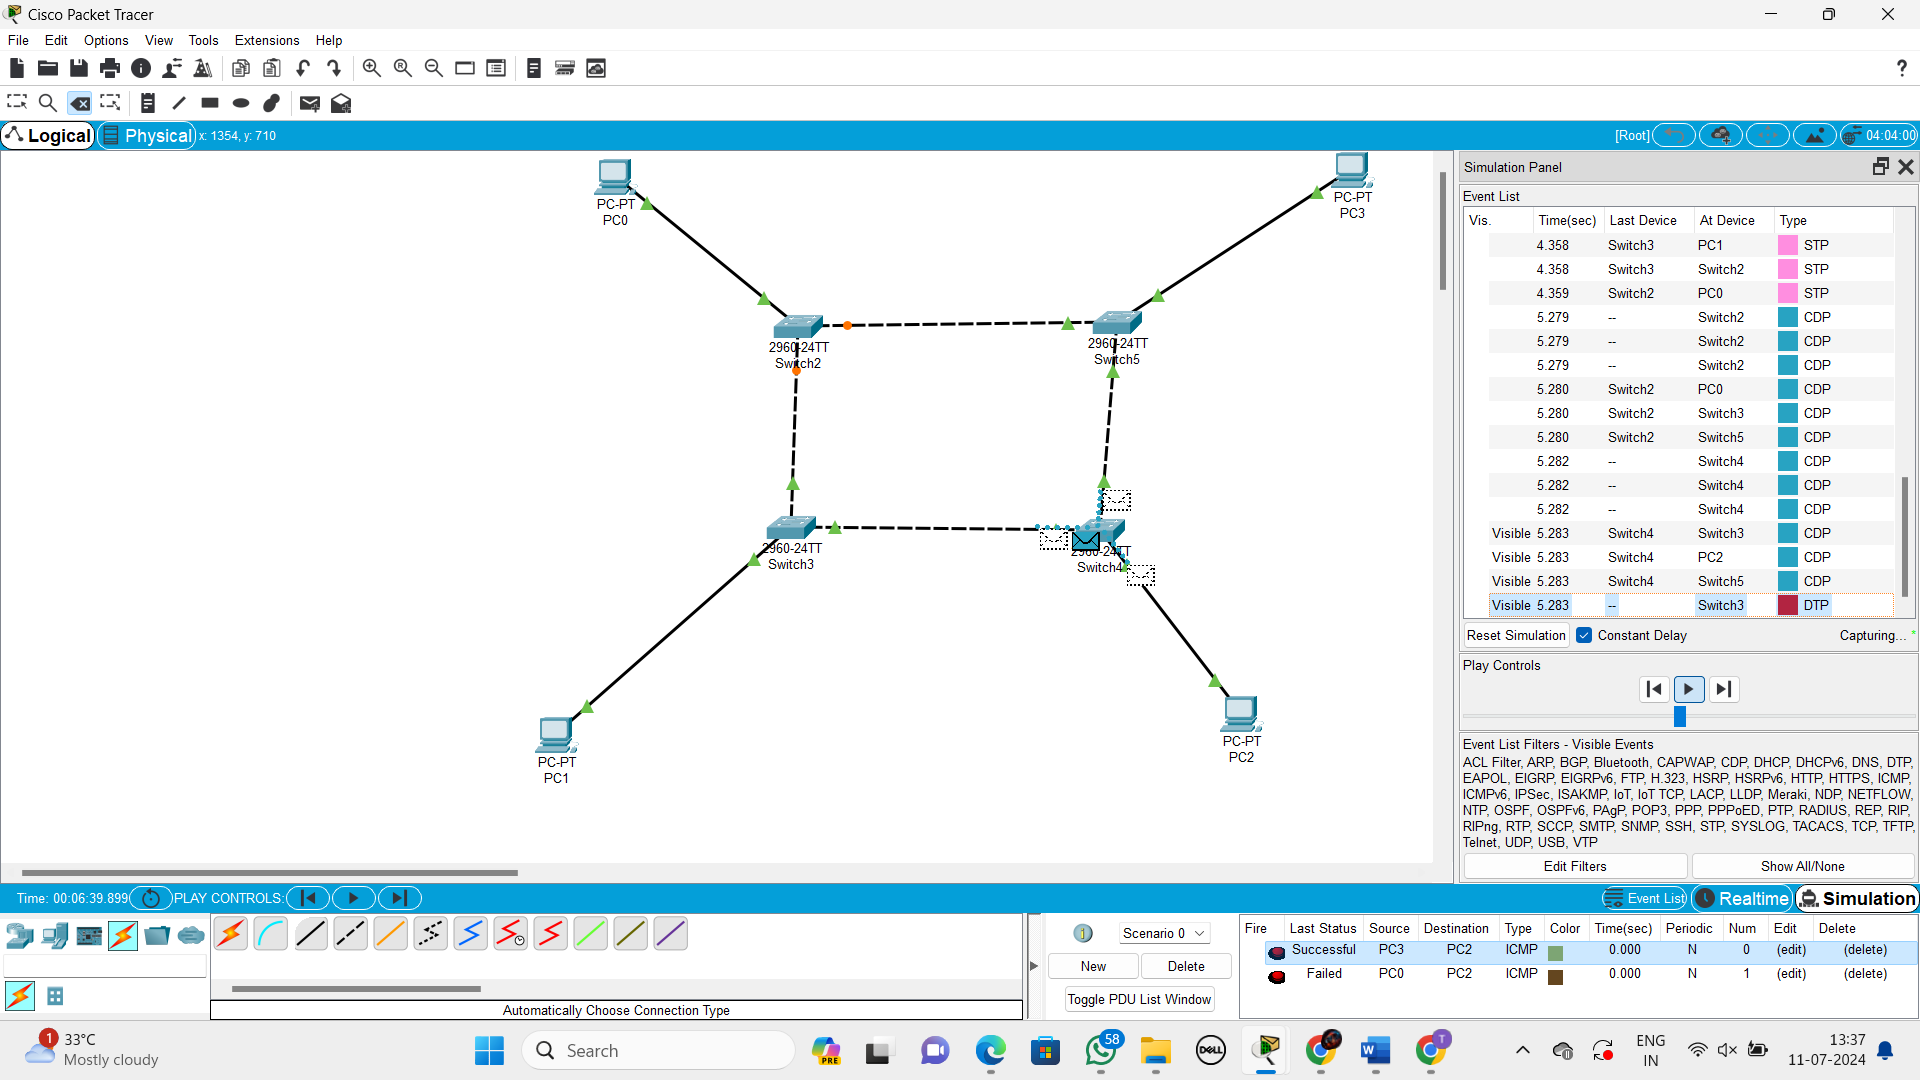 Cisco Packet Tracer
File Edit Options View Tools Extensions Help
Logical Physical x: 1354, y: 710 [Root] 04:04:00
PC-PT
PC0
PC-PT
PC3
2960-24TT
Switch2
2960-24TT
Switch5
2960-24TT
Switch3
2960-24TT
Switch4
PC-PT
PC1
PC-PT
PC2
Simulation Panel
Event List
Vis. Time(sec) Last Device At Device Type
4.358 Switch3 PC1 STP
4.358 Switch3 Switch2 STP
4.359 Switch2 PC0 STP
5.279 -- Switch2 CDP
5.279 -- Switch2 CDP
5.279 -- Switch2 CDP
5.280 Switch2 PC0 CDP
5.280 Switch2 Switch3 CDP
5.280 Switch2 Switch5 CDP
5.282 -- Switch4 CDP
5.282 -- Switch4 CDP
5.282 -- Switch4 CDP
Visible 5.283 Switch4 Switch3 CDP
Visible 5.283 Switch4 PC2 CDP
Visible 5.283 Switch4 Switch5 CDP
Visible 5.283 -- Switch3 DTP
Reset Simulation Constant Delay Capturing...
Play Controls
Event List Filters - Visible Events
ACL Filter, ARP, BGP, Bluetooth, CAPWAP, CDP, DHCP, DHCPv6, DNS, DTP,
EAPOL, EIGRP, EIGRPv6, FTP, H.323, HSRP, HSRPv6, HTTP, HTTPS, ICMP,
ICMPv6, IPSec, ISAKMP, IoT, IoT TCP, LACP, LLDP, Meraki, NDP, NETFLOW,
NTP, OSPF, OSPFv6, PAgP, POP3, PPP, PPPoED, PTP, RADIUS, REP, RIP,
RIPng, RTP, SCCP, SMTP, SNMP, SSH, STP, SYSLOG, TACACS, TCP, TFTP,
Telnet, UDP, USB, VTP
Edit Filters Show All/None
Time: 00:06:39.899 PLAY CONTROLS: Event List Realtime Simulation
Automatically Choose Connection Type
Scenario 0
New Delete
Toggle PDU List Window
Fire Last Status Source Destination Type Color Time(sec) Periodic Num Edit Delete
Successful PC3 PC2 ICMP 0.000 N 0 (edit) (delete)
Failed PC0 PC2 ICMP 0.000 N 1 (edit) (delete)
1
33°C
Mostly cloudy
Search
PRE
58
DELL
T
ENG
IN
13:37
11-07-2024